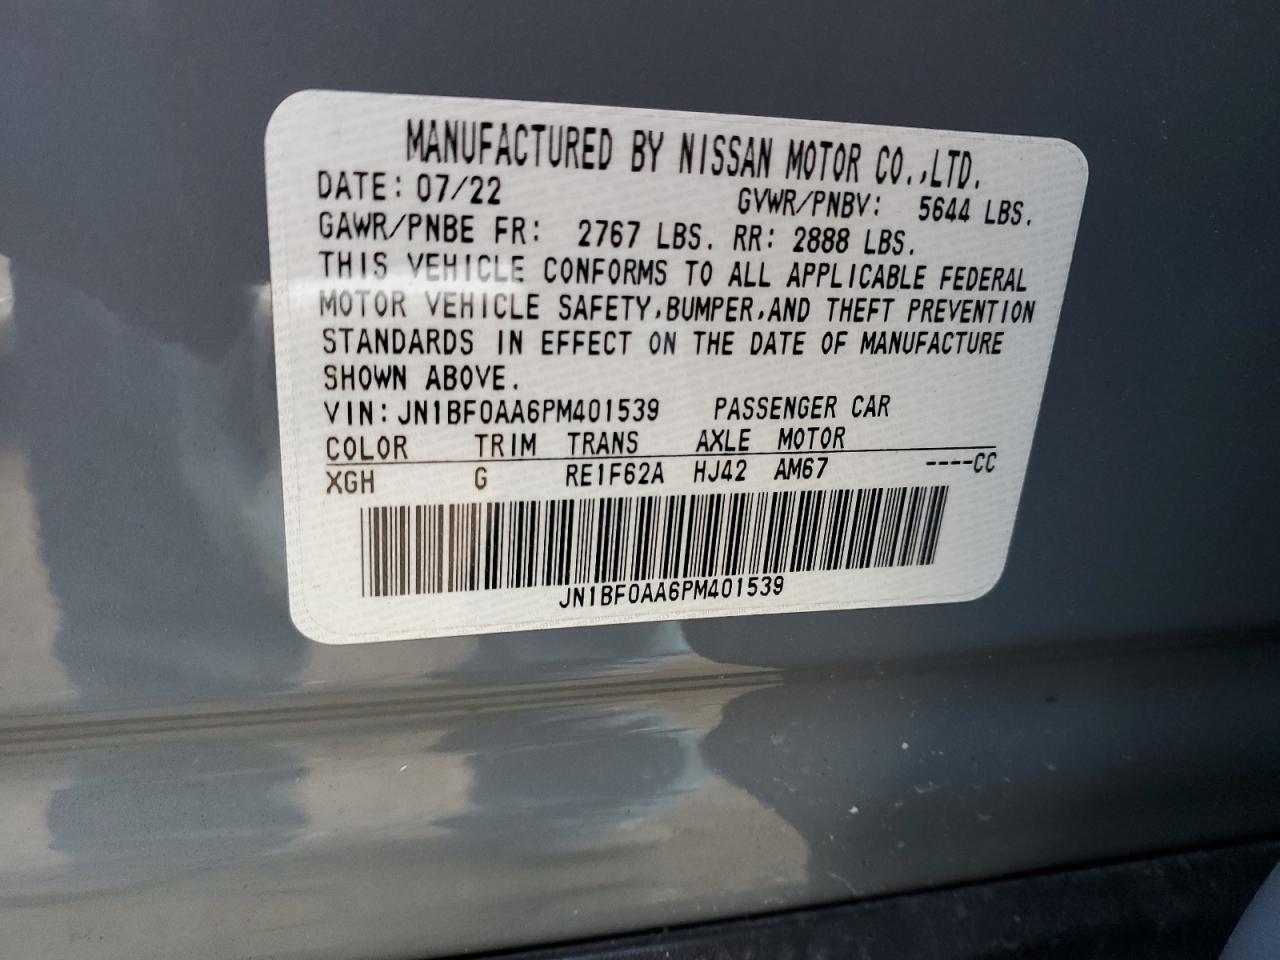 MANUFACTURED BY NISSAN MOTOR CO.,LTD.
DATE: 07/22 GVWR/PNBV: 5644 LBS.
GAWR/PNBE FR: 2767 LBS. RR: 2888 LBS.
THIS VEHICLE CONFORMS TO ALL APPLICABLE FEDERAL
MOTOR VEHICLE SAFETY,BUMPER,AND THEFT PREVENTION
STANDARDS IN EFFECT ON THE DATE OF MANUFACTURE
SHOWN ABOVE.
VIN: JN1BF0AA6PM401539 PASSENGER CAR
COLOR TRIM TRANS AXLE MOTOR
XGH G RE1F62A HJ42 AM67 ----CC
JN1BF0AA6PM401539